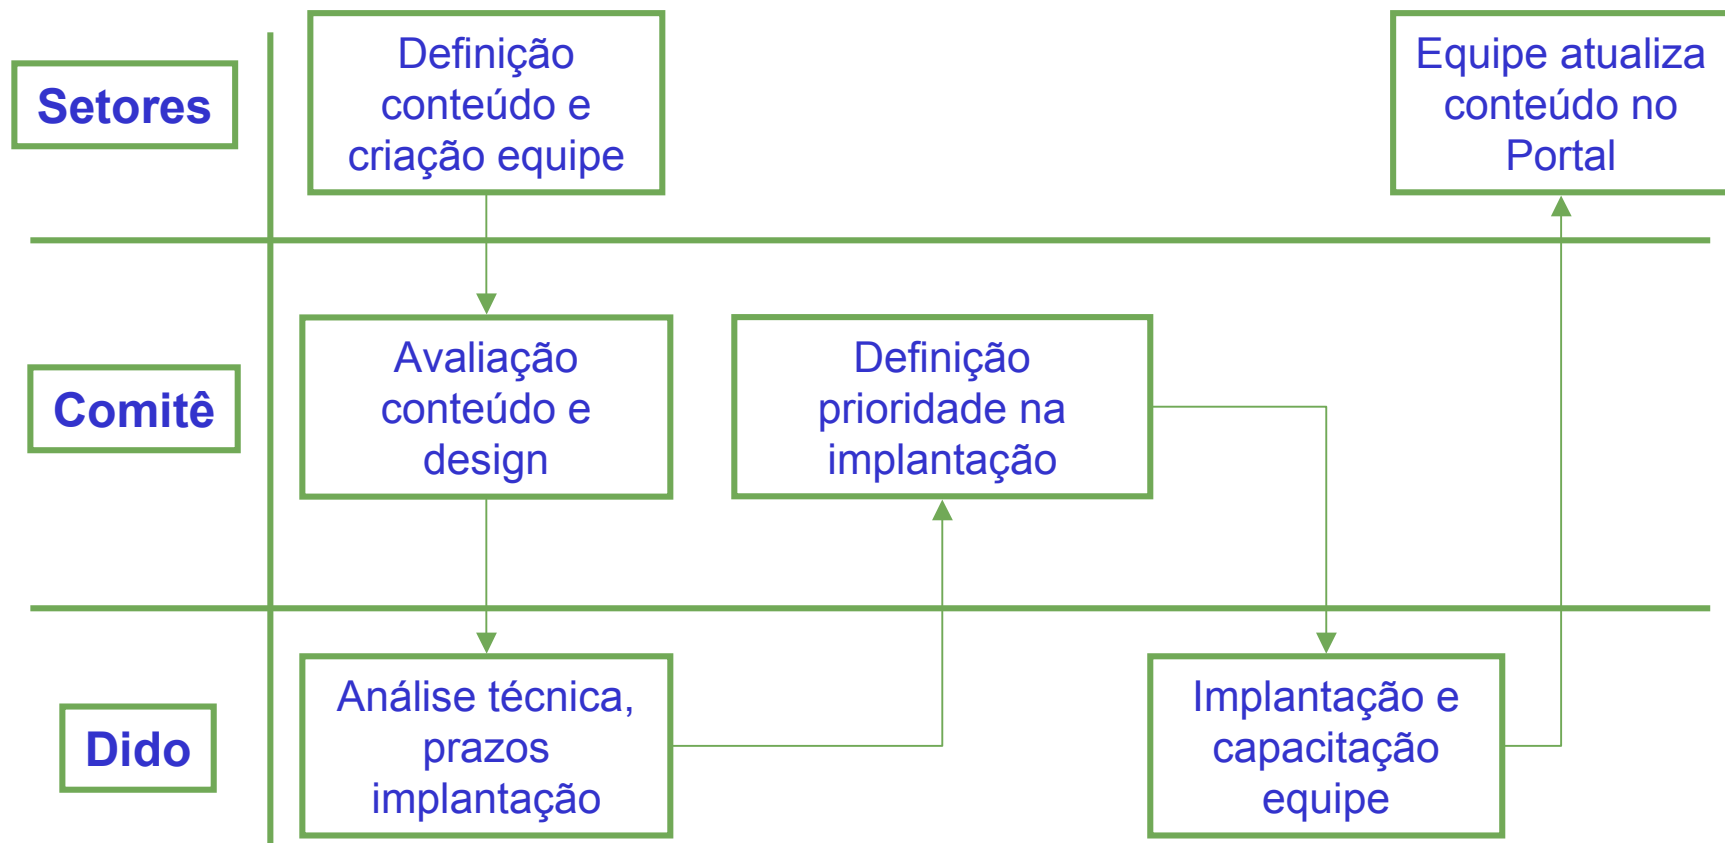 Setores
Definição
conteúdo e
criação equipe
Equipe atualiza
conteúdo no
Portal
Comitê
Avaliação
conteúdo e
design
Definição
prioridade na
implantação
Dido
Análise técnica,
prazos
implantação
Implantação e
capacitação
equipe